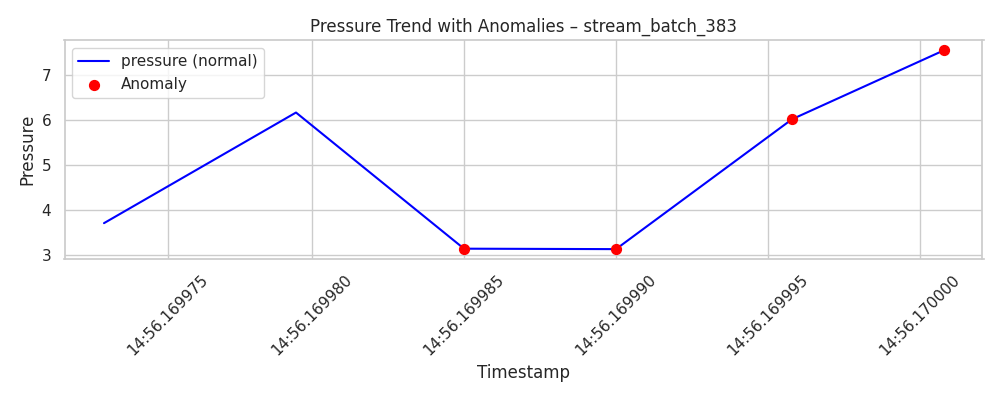 Pressure Trend with Anomalies – stream_batch_383
pressure (normal)
Anomaly
Pressure
7
6
5
4
3
14:56.169975
14:56.169980
14:56.169985
14:56.169990
14:56.169995
14:56.170000
Timestamp